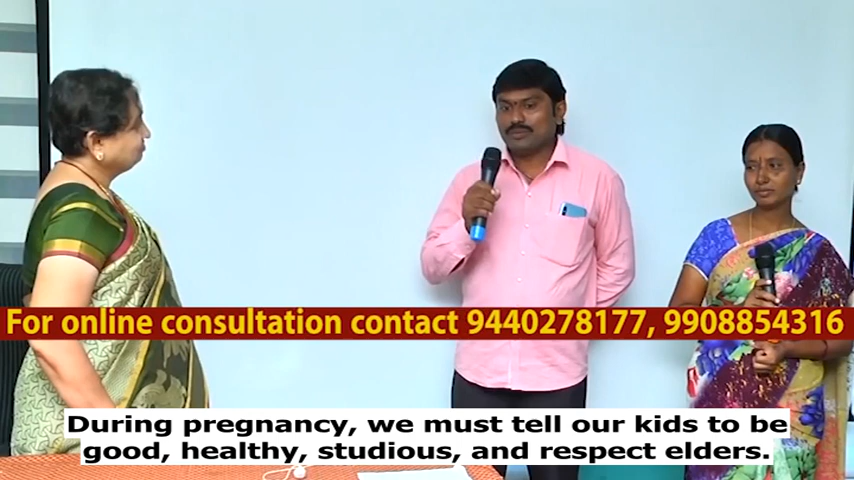 For online consultation contact 9440278177, 9908854316
During pregnancy, we must tell our kids to be
good, healthy, studious, and respect elders.